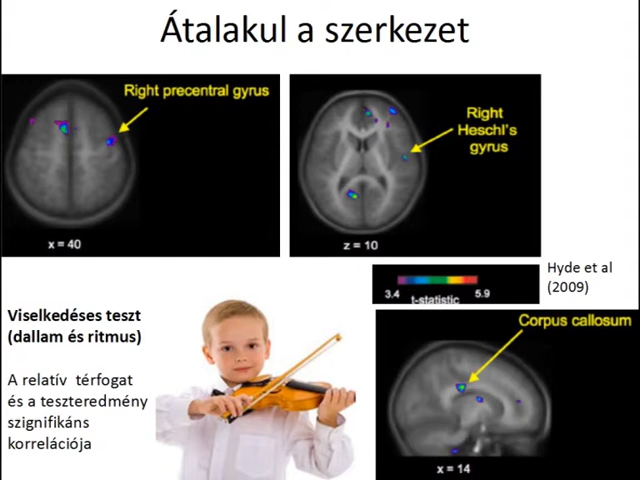 Átalakul a szerkezet
Right precentral gyrus
x = 40
Right
Heschl's
gyrus
z = 10
Hyde et al
(2009)
3.4
t-statistic
5.9
Viselkedéses teszt
(dallam és ritmus)
A relatív térfogat
és a teszteredmény
szignifikáns
korrelációja
Corpus callosum
x = 14